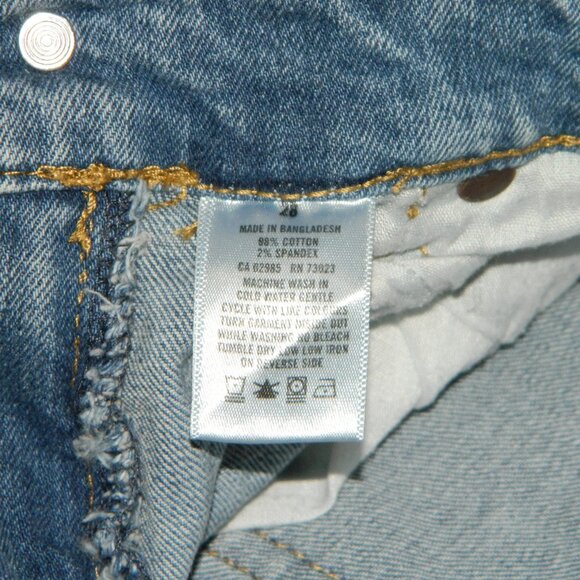 28
MADE IN BANGLADESH
98% COTTON
2% SPANDEX
CA 02985 RN 73023
MACHINE WASH IN
COLD WATER GENTLE
CYCLE WITH LIKE COLOURS
TURN GARMENT INSIDE OUT
WHILE WASHING NO BLEACH
TUMBLE DRY LOW LOW IRON
ON REVERSE SIDE